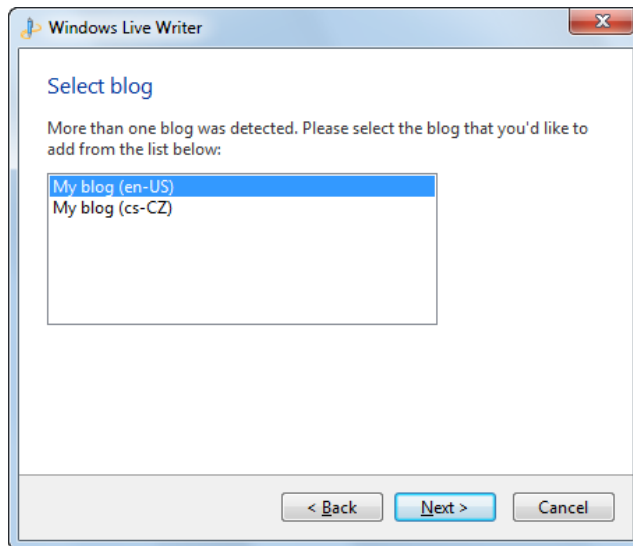 Windows Live Writer
Select blog
More than one blog was detected. Please select the blog that you'd like to
add from the list below:
My blog (en-US)
My blog (cs-CZ)
< Back
Next >
Cancel